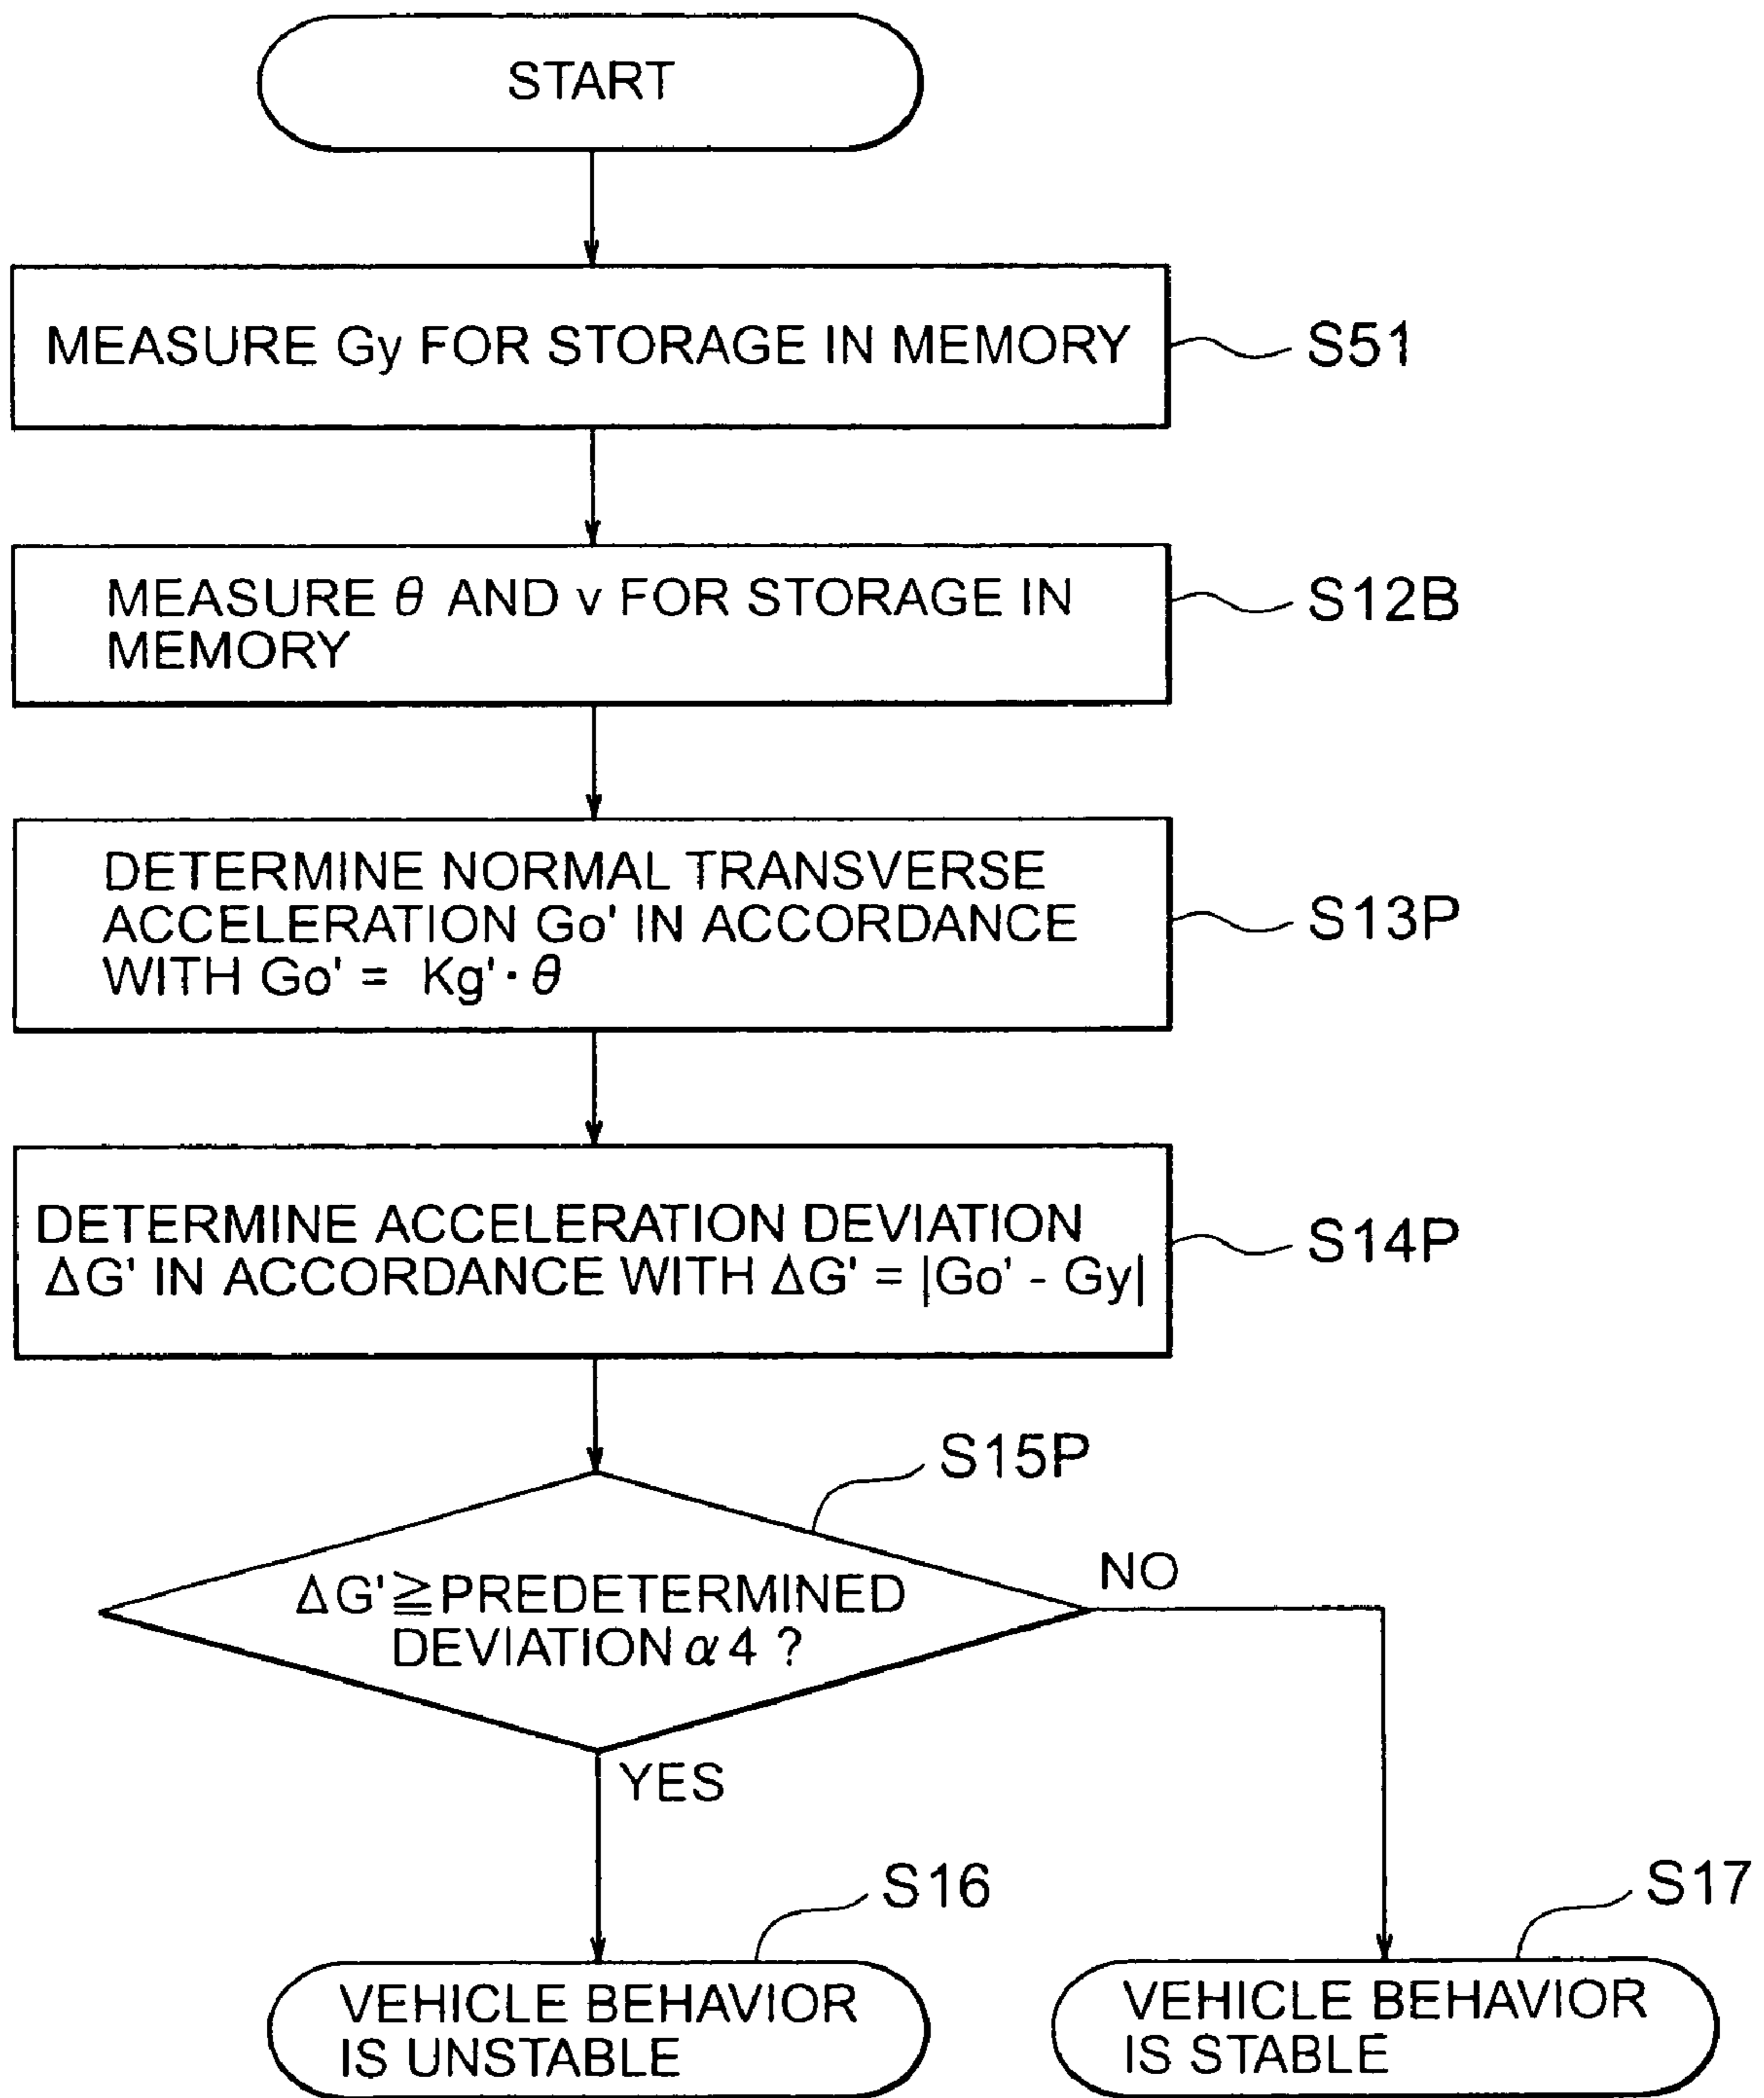 START
MEASURE Gy FOR STORAGE IN MEMORY
S51
MEASURE θ AND v FOR STORAGE IN
MEMORY
S12B
DETERMINE NORMAL TRANSVERSE
ACCELERATION Go' IN ACCORDANCE
WITH Go' = Kg'·θ
S13P
DETERMINE ACCELERATION DEVIATION
ΔG' IN ACCORDANCE WITH ΔG' = |Go' - Gy|
S14P
S15P
ΔG'≧PREDETERMINED
DEVIATION α4 ?
NO
YES
S16
S17
VEHICLE BEHAVIOR
IS UNSTABLE
VEHICLE BEHAVIOR
IS STABLE